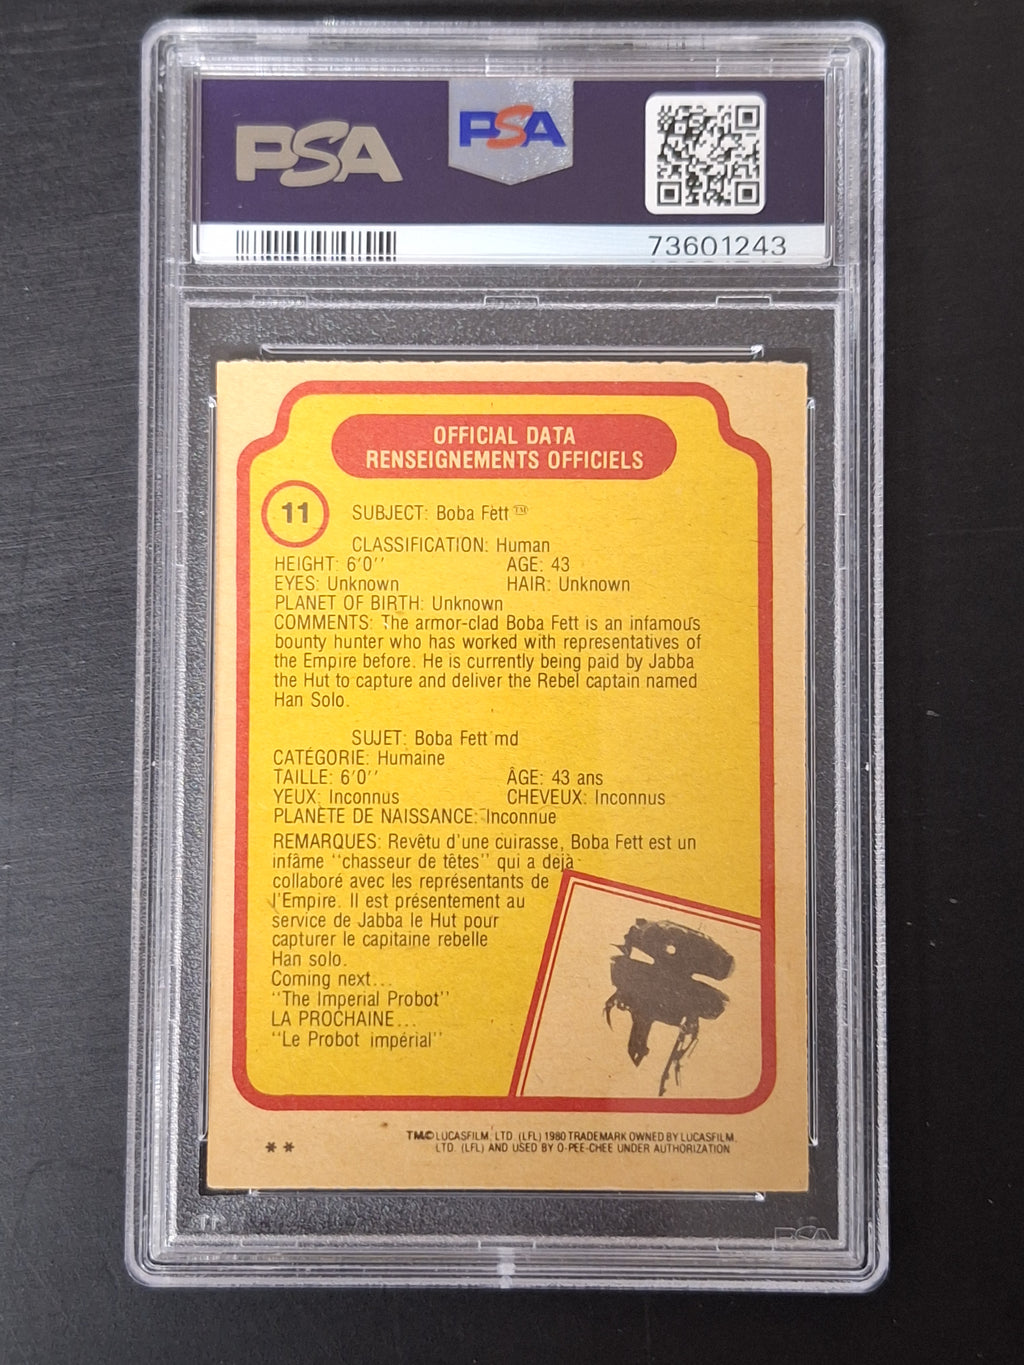 PSA
PSA
73601243
OFFICIAL DATA
RENSEIGNEMENTS OFFICIELS
11
SUBJECT: Boba Fett™
CLASSIFICATION: Human
HEIGHT: 6'0'' AGE: 43
EYES: Unknown HAIR: Unknown
PLANET OF BIRTH: Unknown
COMMENTS: The armor-clad Boba Fett is an infamous
bounty hunter who has worked with representatives of
the Empire before. He is currently being paid by Jabba
the Hut to capture and deliver the Rebel captain named
Han Solo.
SUJET: Boba Fett md
CATÉGORIE: Humaine
TAILLE: 6'0'' ÂGE: 43 ans
YEUX: Inconnus CHEVEUX: Inconnus
PLANÈTE DE NAISSANCE: Inconnue
REMARQUES: Revêtu d'une cuirasse, Boba Fett est un
infâme ''chasseur de têtes'' qui a déjà
collaboré avec les représentants de
l'Empire. Il est présentement au
service de Jabba le Hut pour
capturer le capitaine rebelle
Han solo.
Coming next...
''The Imperial Probot''
LA PROCHAINE...
''Le Probot impérial''
** TM© LUCASFILM, LTD. (LFL) 1980 TRADEMARK OWNED BY LUCASFILM,
LTD. (LFL) AND USED BY O-PEE-CHEE UNDER AUTHORIZATION
PSA